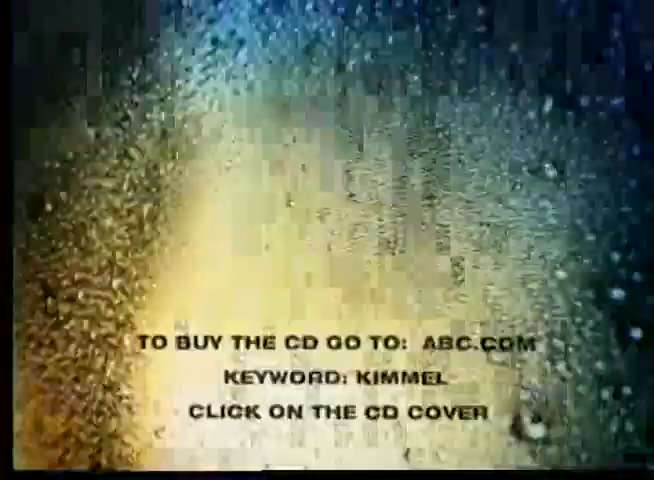 TO BUY THE CD GO TO: ABC.COM
KEYWORD: KIMMEL
CLICK ON THE CD COVER